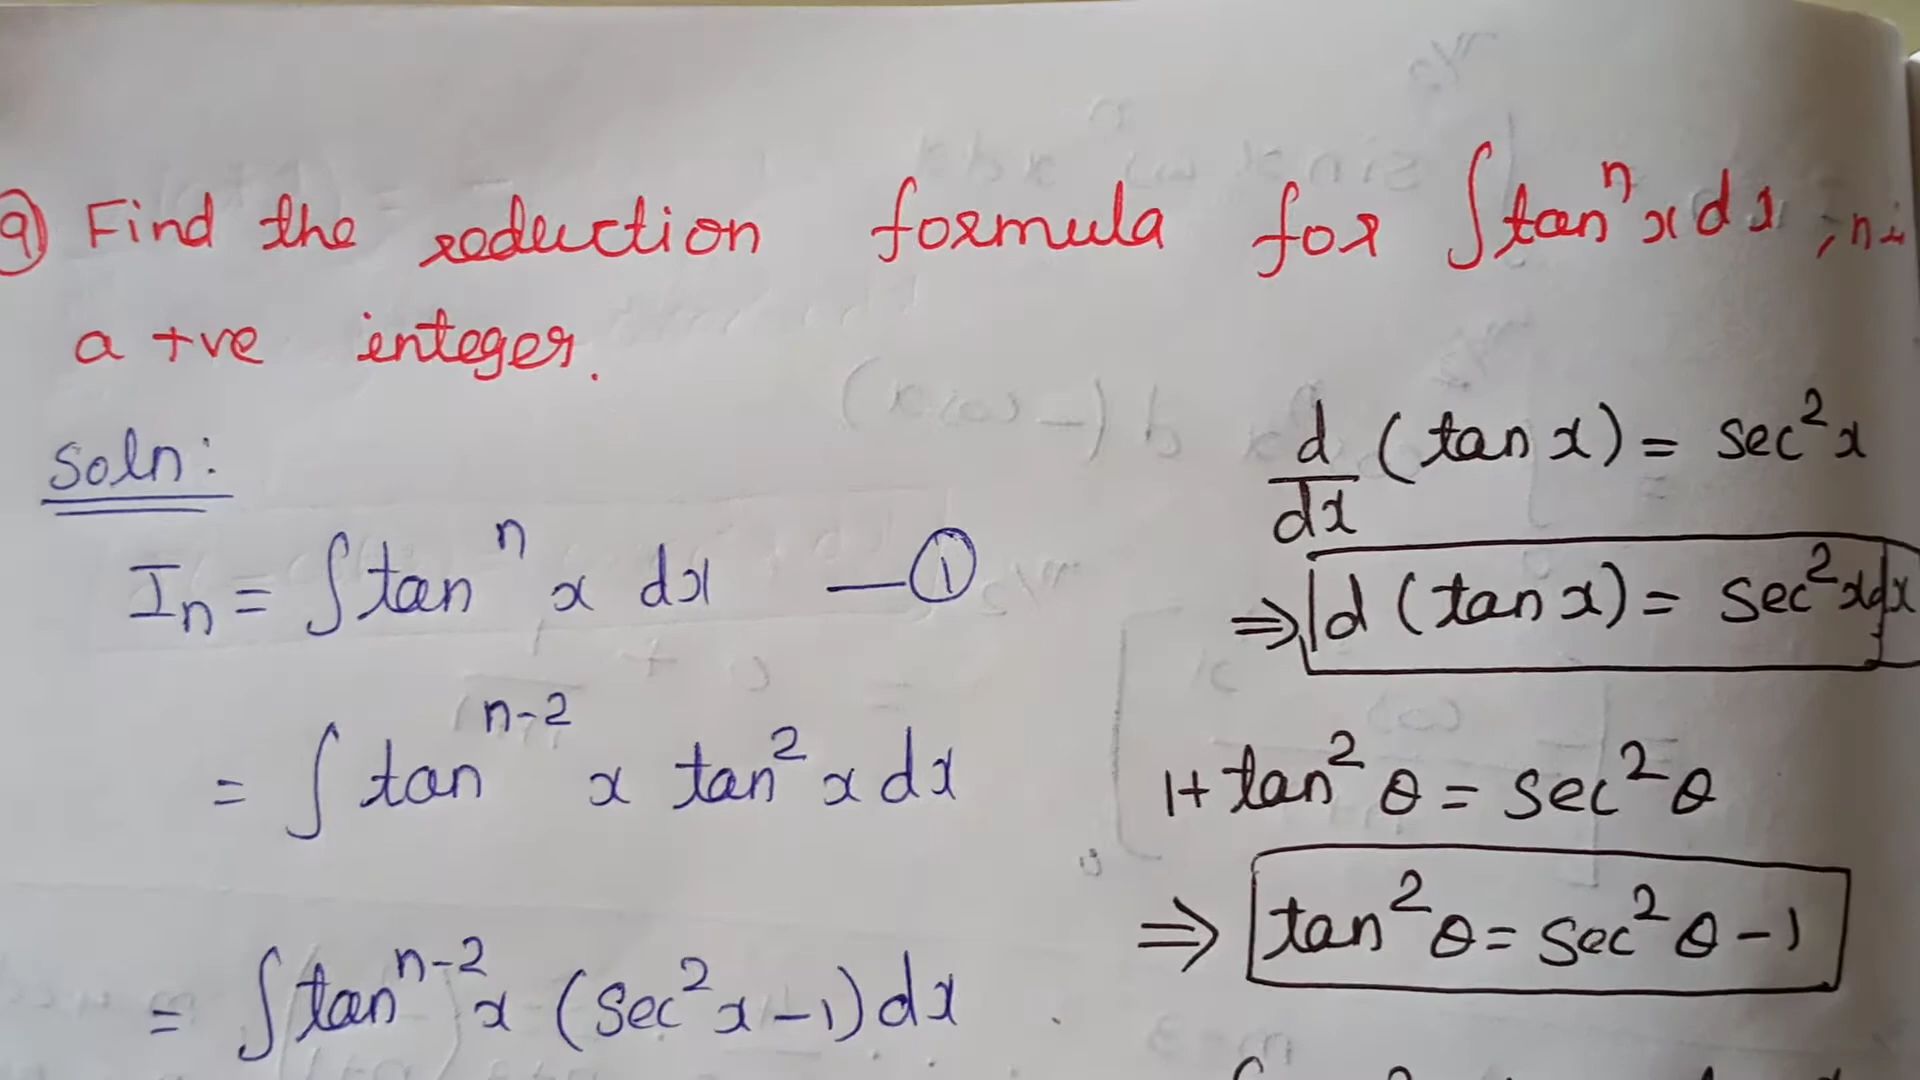 9) Find the reduction formula for ∫tanⁿx dx ; n
a +ve integer.
Soln:
d/dx (tan x) = sec²x
Iₙ = ∫tanⁿ x dx — ①
⇒ d (tan x) = sec²x dx
= ∫ tanⁿ⁻² x tan² x dx
1 + tan²θ = sec²θ
⇒ tan²θ = sec²θ - 1
= ∫ tanⁿ⁻² x (sec²x - 1) dx